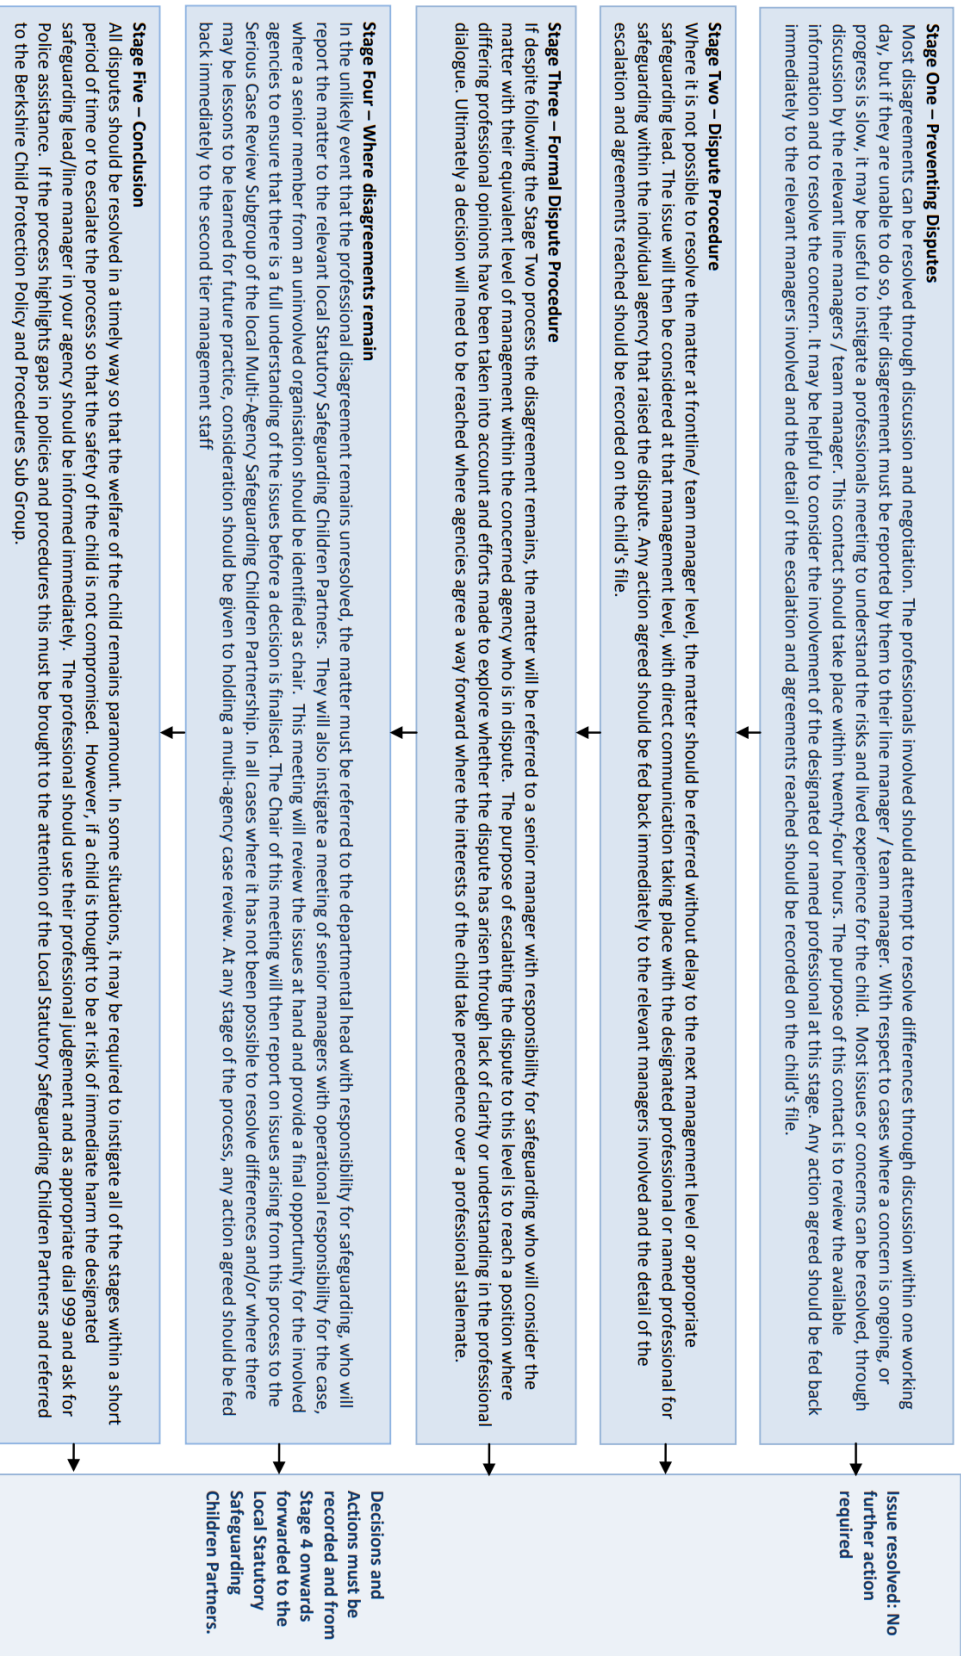 Stage One – Preventing Disputes
Most disagreements can be resolved through discussion and negotiation. The professionals involved should attempt to resolve differences through discussion within one working
day, but if they are unable to do so, their disagreement must be reported by them to their line manager / team manager. With respect to cases where a concern is ongoing, or
progress is slow, it may be useful to instigate a professionals meeting to understand the risks and lived experience for the child.  Most issues or concerns can be resolved, through
discussion by the relevant line managers / team manager. This contact should take place within twenty-four hours. The purpose of this contact is to review the available
information and to resolve the concern. It may be helpful to consider the involvement of the designated or named professional at this stage. Any action agreed should be fed back
immediately to the relevant managers involved and the detail of the escalation and agreements reached should be recorded on the child's file.
Issue resolved: No
further action
required
Stage Two – Dispute Procedure
Where it is not possible to resolve the matter at frontline/ team manager level, the matter should be referred without delay to the next management level or appropriate
safeguarding lead. The issue will then be considered at that management level, with direct communication taking place with the designated professional or named professional for
safeguarding within the individual agency that raised the dispute. Any action agreed should be fed back immediately to the relevant managers involved and the detail of the
escalation and agreements reached should be recorded on the child's file.
Stage Three – Formal Dispute Procedure
If despite following the Stage Two process the disagreement remains, the matter will be referred to a senior manager with responsibility for safeguarding who will consider the
matter with their equivalent level of management within the concerned agency who is in dispute.  The purpose of escalating the dispute to this level is to reach a position where
differing professional opinions have been taken into account and efforts made to explore whether the dispute has arisen through lack of clarity or understanding in the professional
dialogue. Ultimately a decision will need to be reached where agencies agree a way forward where the interests of the child take precedence over a professional stalemate.
Stage Four – Where disagreements remain
In the unlikely event that the professional disagreement remains unresolved, the matter must be referred to the departmental head with responsibility for safeguarding, who will
report the matter to the relevant local Statutory Safeguarding Children Partners.  They will also instigate a meeting of senior managers with operational responsibility for the case,
where a senior member from an uninvolved organisation should be identified as chair.  This meeting will review the issues at hand and provide a final opportunity for the involved
agencies to ensure that there is a full understanding of the issues before a decision is finalised. The Chair of this meeting will then report on issues arising from this process to the
Serious Case Review Subgroup of the local Multi-Agency Safeguarding Children Partnership. In all cases where it has not been possible to resolve differences and/or where there
may be lessons to be learned for future practice, consideration should be given to holding a multi-agency case review. At any stage of the process, any action agreed should be fed
back immediately to the second tier management staff
Decisions and
Actions must be
recorded and from
Stage 4 onwards
forwarded to the
Local Statutory
Safeguarding
Children Partners.
Stage Five – Conclusion
All disputes should be resolved in a timely way so that the welfare of the child remains paramount. In some situations, it may be required to instigate all of the stages within a short
period of time or to escalate the process so that the safety of the child is not compromised.  However, if a child is thought to be at risk of immediate harm the designated
safeguarding lead/line manager in your agency should be informed immediately.  The professional should use their professional judgement and as appropriate dial 999 and ask for
Police assistance.  If the process highlights gaps in policies and procedures this must be brought to the attention of the Local Statutory Safeguarding Children Partners and referred
to the Berkshire Child Protection Policy and Procedures Sub Group.